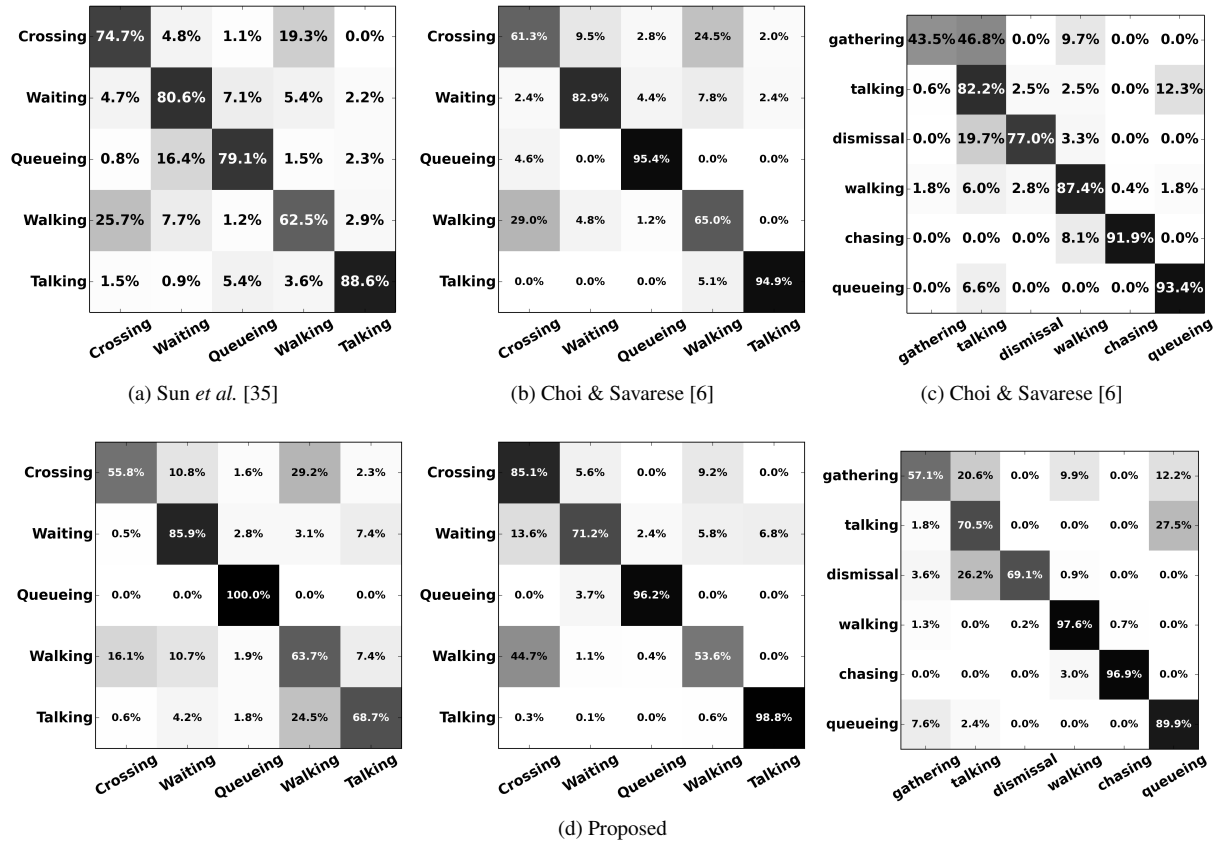 Crossing 74.7% 4.8% 1.1% 19.3% 0.0%
Waiting 4.7% 80.6% 7.1% 5.4% 2.2%
Queueing 0.8% 16.4% 79.1% 1.5% 2.3%
Walking 25.7% 7.7% 1.2% 62.5% 2.9%
Talking 1.5% 0.9% 5.4% 3.6% 88.6%
Crossing Waiting Queueing Walking Talking
(a) Sun et al. [35]
Crossing 61.3% 9.5% 2.8% 24.5% 2.0%
Waiting 2.4% 82.9% 4.4% 7.8% 2.4%
Queueing 4.6% 0.0% 95.4% 0.0% 0.0%
Walking 29.0% 4.8% 1.2% 65.0% 0.0%
Talking 0.0% 0.0% 0.0% 5.1% 94.9%
Crossing Waiting Queueing Walking Talking
(b) Choi & Savarese [6]
gathering 43.5% 46.8% 0.0% 9.7% 0.0% 0.0%
talking 0.6% 82.2% 2.5% 2.5% 0.0% 12.3%
dismissal 0.0% 19.7% 77.0% 3.3% 0.0% 0.0%
walking 1.8% 6.0% 2.8% 87.4% 0.4% 1.8%
chasing 0.0% 0.0% 0.0% 8.1% 91.9% 0.0%
queueing 0.0% 6.6% 0.0% 0.0% 0.0% 93.4%
gathering talking dismissal walking chasing queueing
(c) Choi & Savarese [6]
Crossing 55.8% 10.8% 1.6% 29.2% 2.3%
Waiting 0.5% 85.9% 2.8% 3.1% 7.4%
Queueing 0.0% 0.0% 100.0% 0.0% 0.0%
Walking 16.1% 10.7% 1.9% 63.7% 7.4%
Talking 0.6% 4.2% 1.8% 24.5% 68.7%
Crossing Waiting Queueing Walking Talking
Crossing 85.1% 5.6% 0.0% 9.2% 0.0%
Waiting 13.6% 71.2% 2.4% 5.8% 6.8%
Queueing 0.0% 3.7% 96.2% 0.0% 0.0%
Walking 44.7% 1.1% 0.4% 53.6% 0.0%
Talking 0.3% 0.1% 0.0% 0.6% 98.8%
Crossing Waiting Queueing Walking Talking
gathering 57.1% 20.6% 0.0% 9.9% 0.0% 12.2%
talking 1.8% 70.5% 0.0% 0.0% 0.0% 27.5%
dismissal 3.6% 26.2% 69.1% 0.9% 0.0% 0.0%
walking 1.3% 0.0% 0.2% 97.6% 0.7% 0.0%
chasing 0.0% 0.0% 0.0% 3.0% 96.9% 0.0%
queueing 7.6% 2.4% 0.0% 0.0% 0.0% 89.9%
gathering talking dismissal walking chasing queueing
(d) Proposed